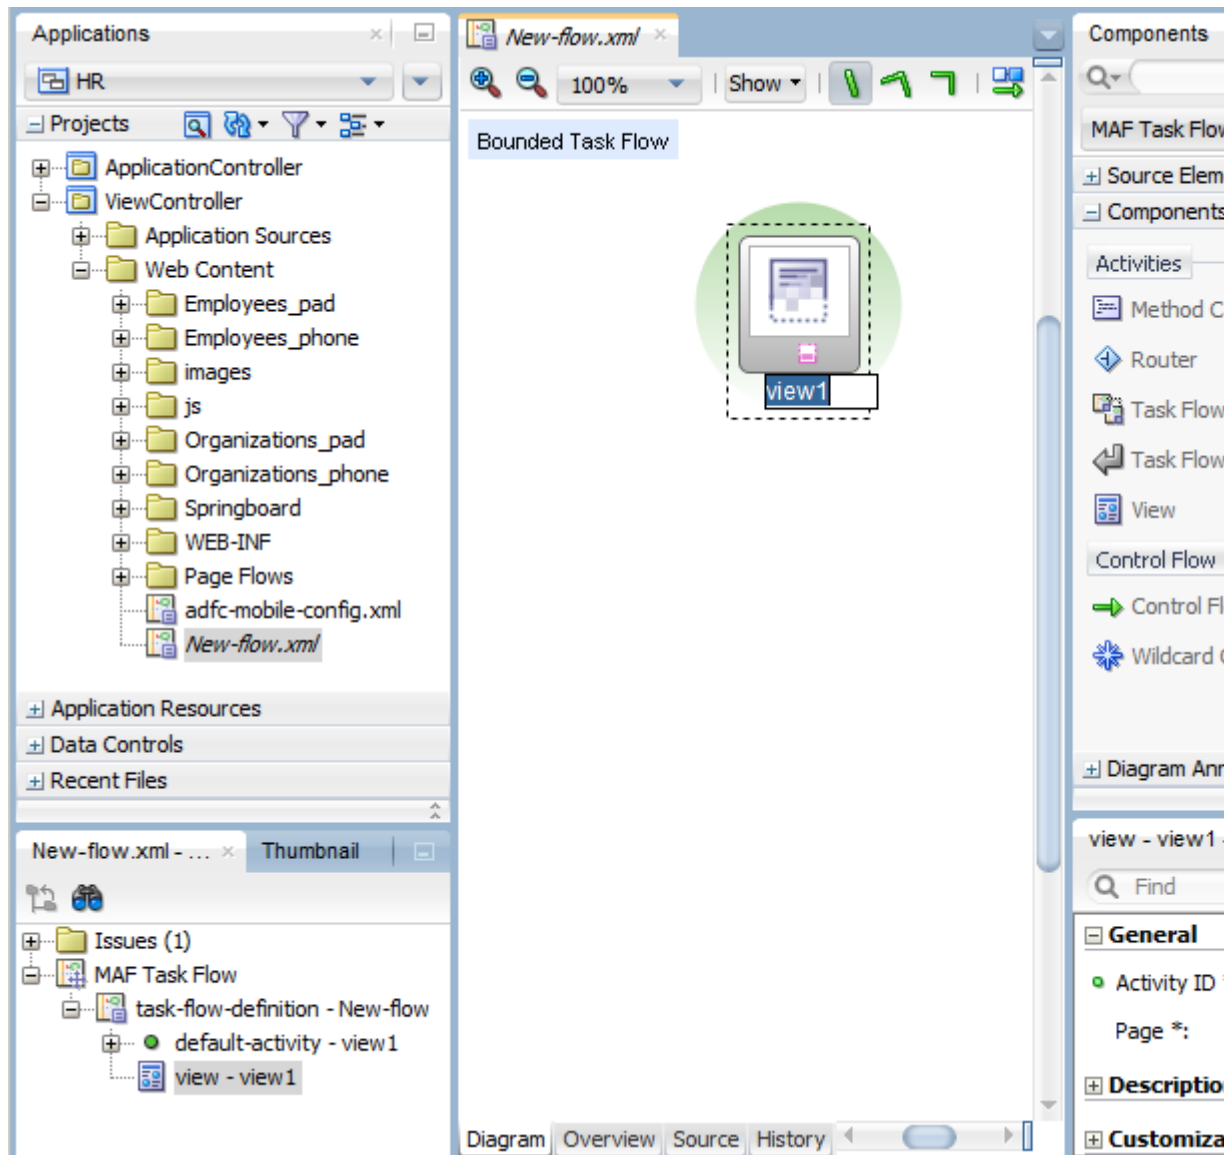 Applications
HR
Projects
ApplicationController
ViewController
Application Sources
Web Content
Employees_pad
Employees_phone
images
js
Organizations_pad
Organizations_phone
Springboard
WEB-INF
Page Flows
adfc-mobile-config.xml
New-flow.xml
Application Resources
Data Controls
Recent Files
New-flow.xml - ...
Thumbnail
Issues (1)
MAF Task Flow
task-flow-definition - New-flow
default-activity - view1
view - view1
New-flow.xml
100%
Show
Bounded Task Flow
view1
Diagram
Overview
Source
History
Components
MAF Task Flow
Source Elem
Components
Activities
Method C
Router
Task Flow
Task Flow
View
Control Flow
Control Fl
Wildcard
Diagram Ann
view - view1 -
Find
General
Activity ID *
Page *:
Description
Customiza